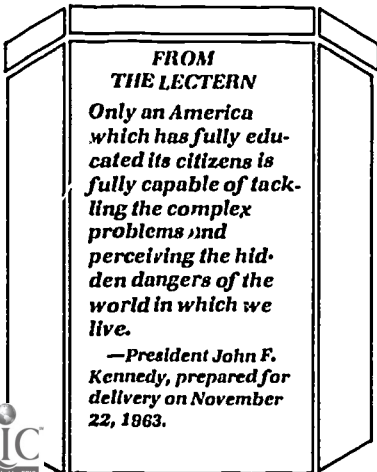 FROM
THE LECTERN
Only an America
which has fully edu-
cated its citizens is
fully capable of tack-
ling the complex
problems and
perceiving the hid-
den dangers of the
world in which we
live.
—President John F.
Kennedy, prepared for
delivery on November
22, 1963.
IC